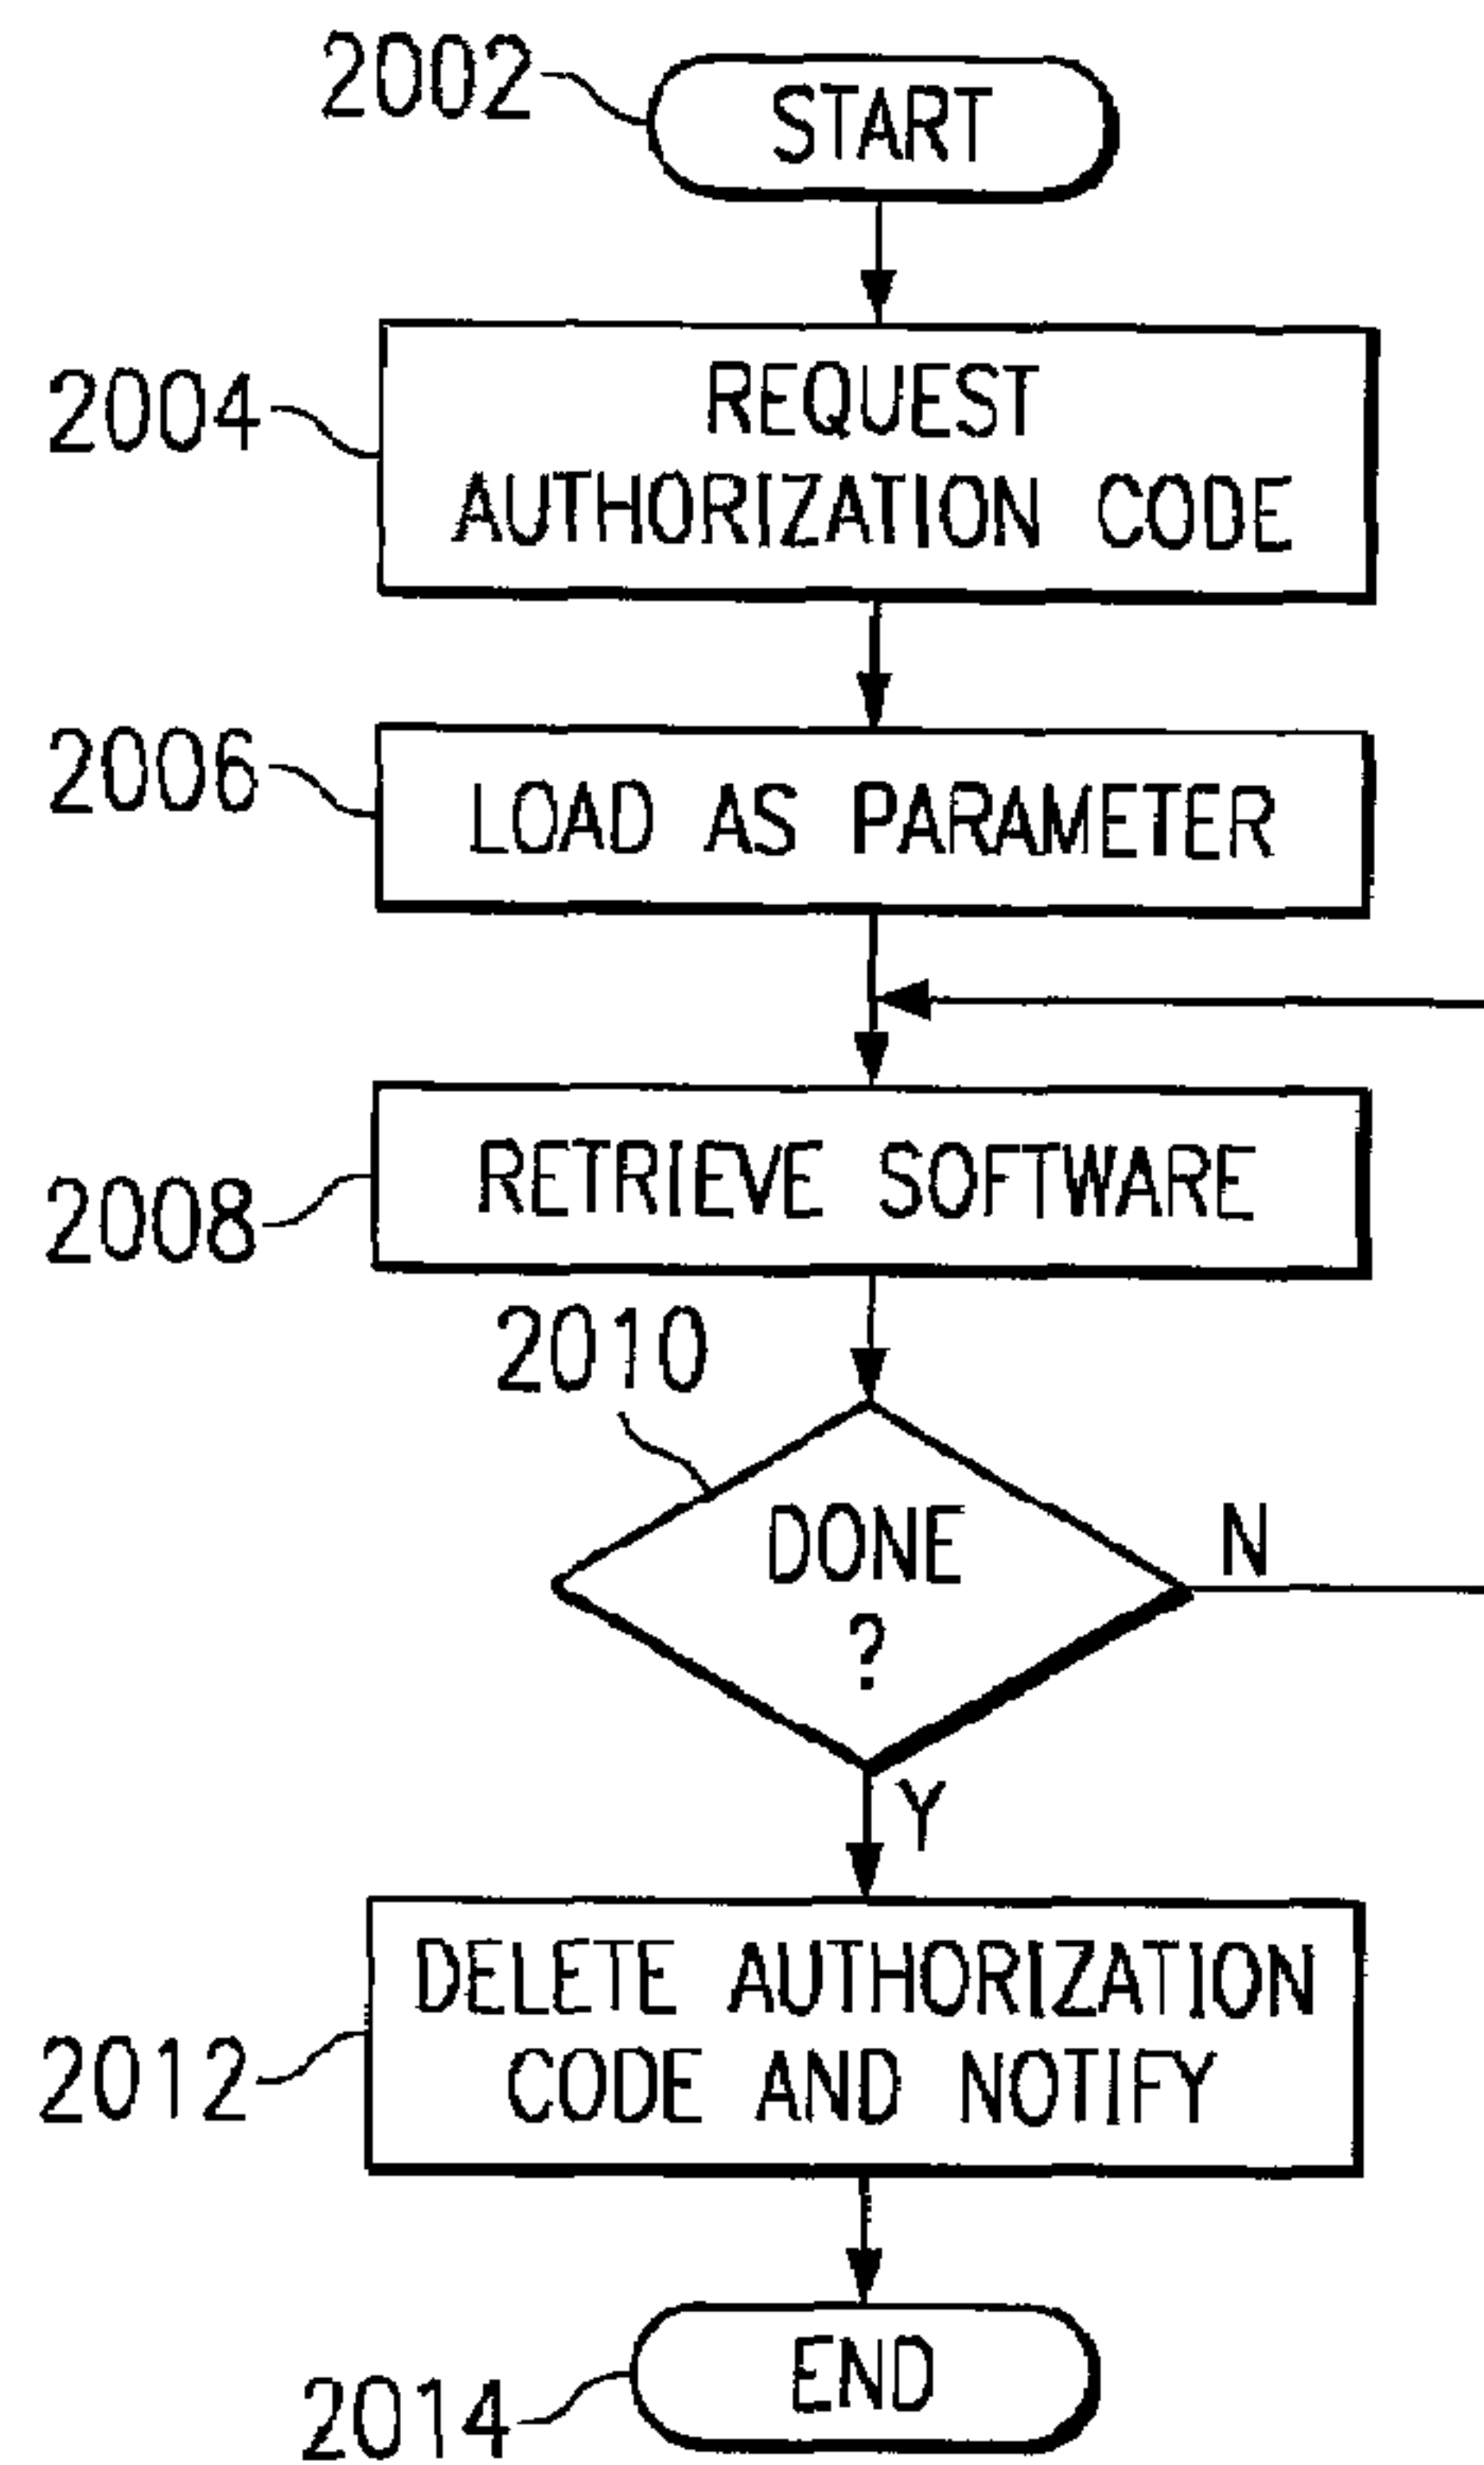 2002
START
2004
REQUEST
AUTHORIZATION CODE
2006
LOAD AS PARAMETER
2008
RETRIEVE SOFTWARE
2010
DONE
?
N
Y
2012
DELETE AUTHORIZATION
CODE AND NOTIFY
2014
END